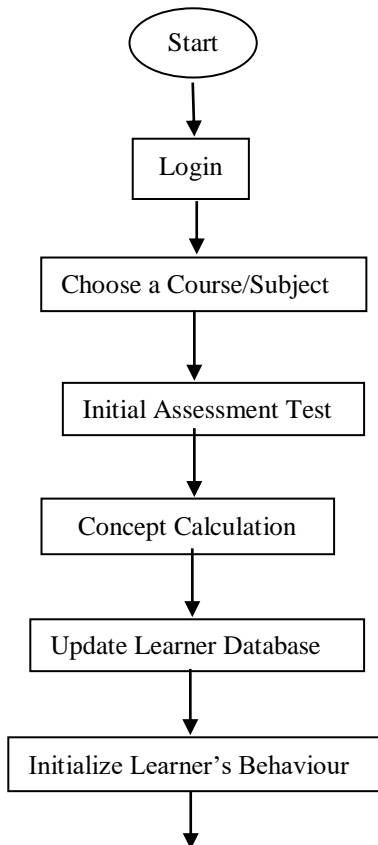 Start
Login
Choose a Course/Subject
Initial Assessment Test
Concept Calculation
Update Learner Database
Initialize Learner’s Behaviour